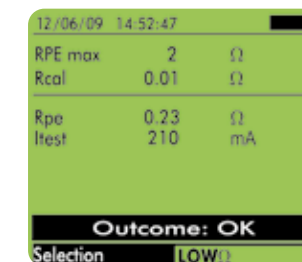 12/06/09 14:52:47
RPE max 2 Ω
Rcal 0.01 Ω
Rpe 0.23 Ω
Itest 210 mA
Outcome: OK
Selection LOWΩ